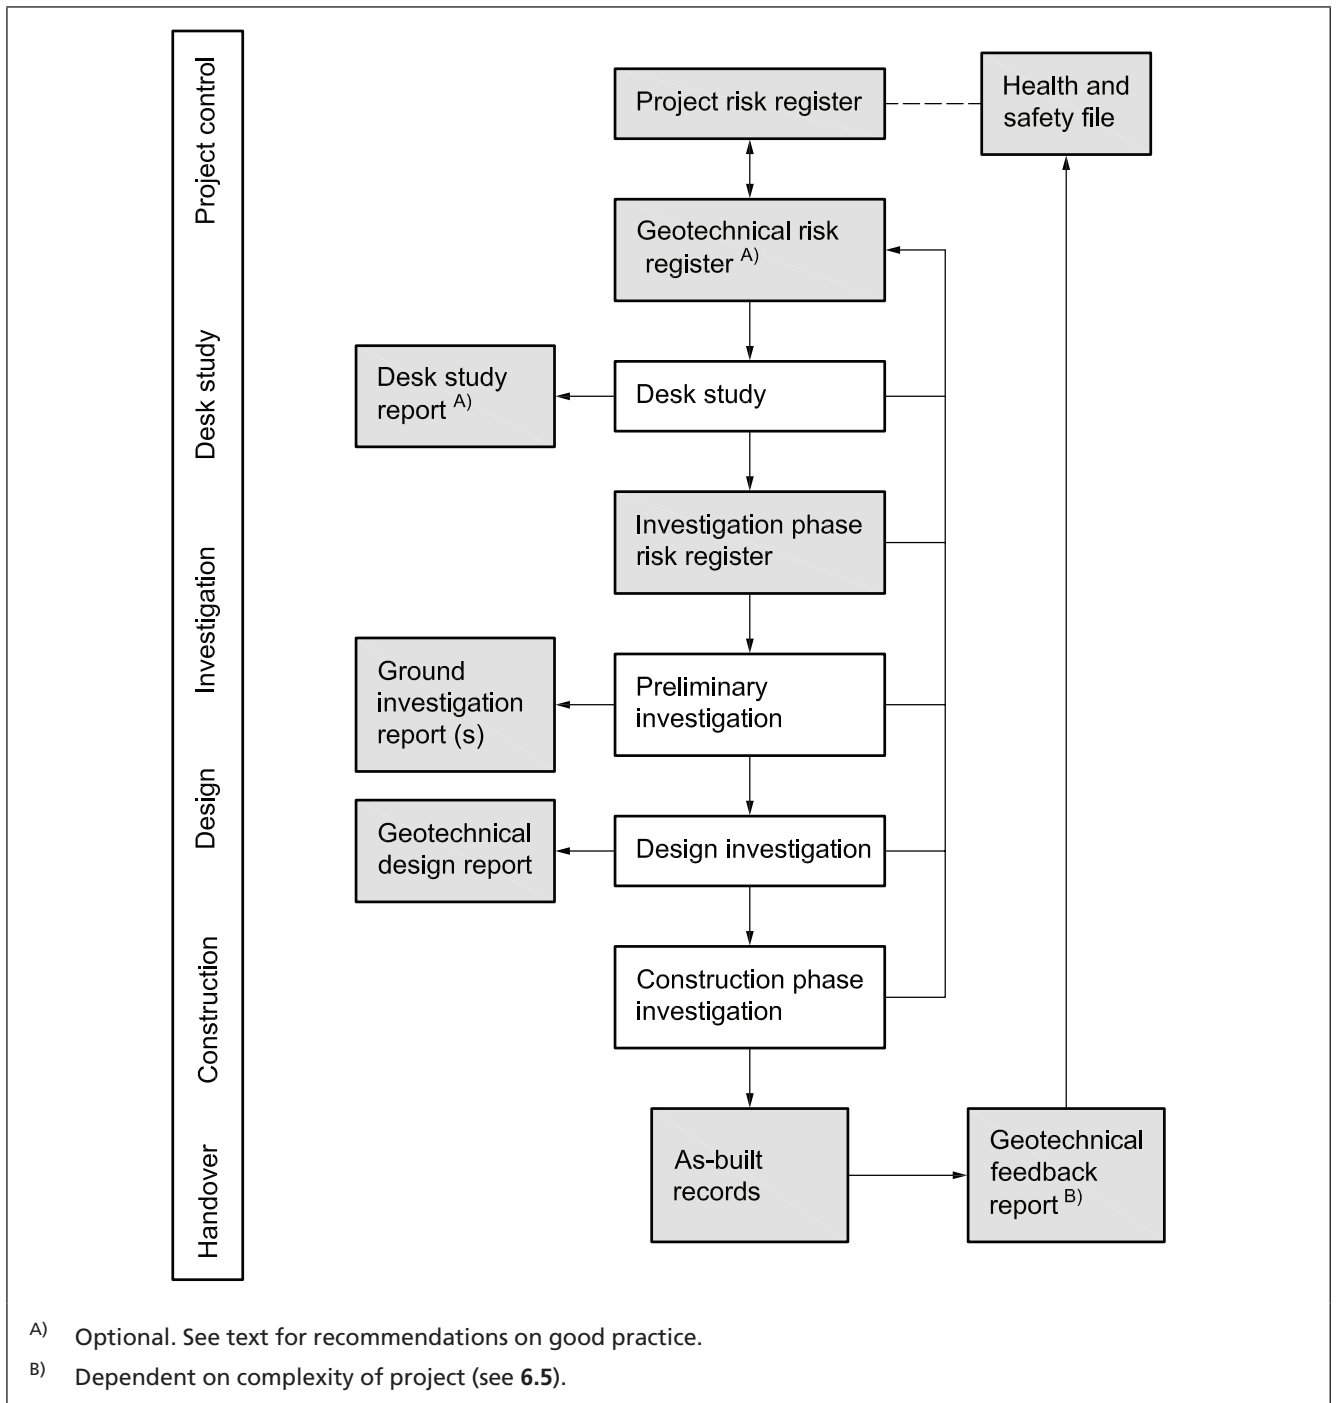 Project control
Desk study
Investigation
Design
Construction
Handover
Project risk register
Health and
safety file
Geotechnical risk
register A)
Desk study
report A)
Desk study
Investigation phase
risk register
Ground
investigation
report (s)
Preliminary
investigation
Geotechnical
design report
Design investigation
Construction phase
investigation
As-built
records
Geotechnical
feedback
report B)
A) Optional. See text for recommendations on good practice.
B) Dependent on complexity of project (see 6.5).